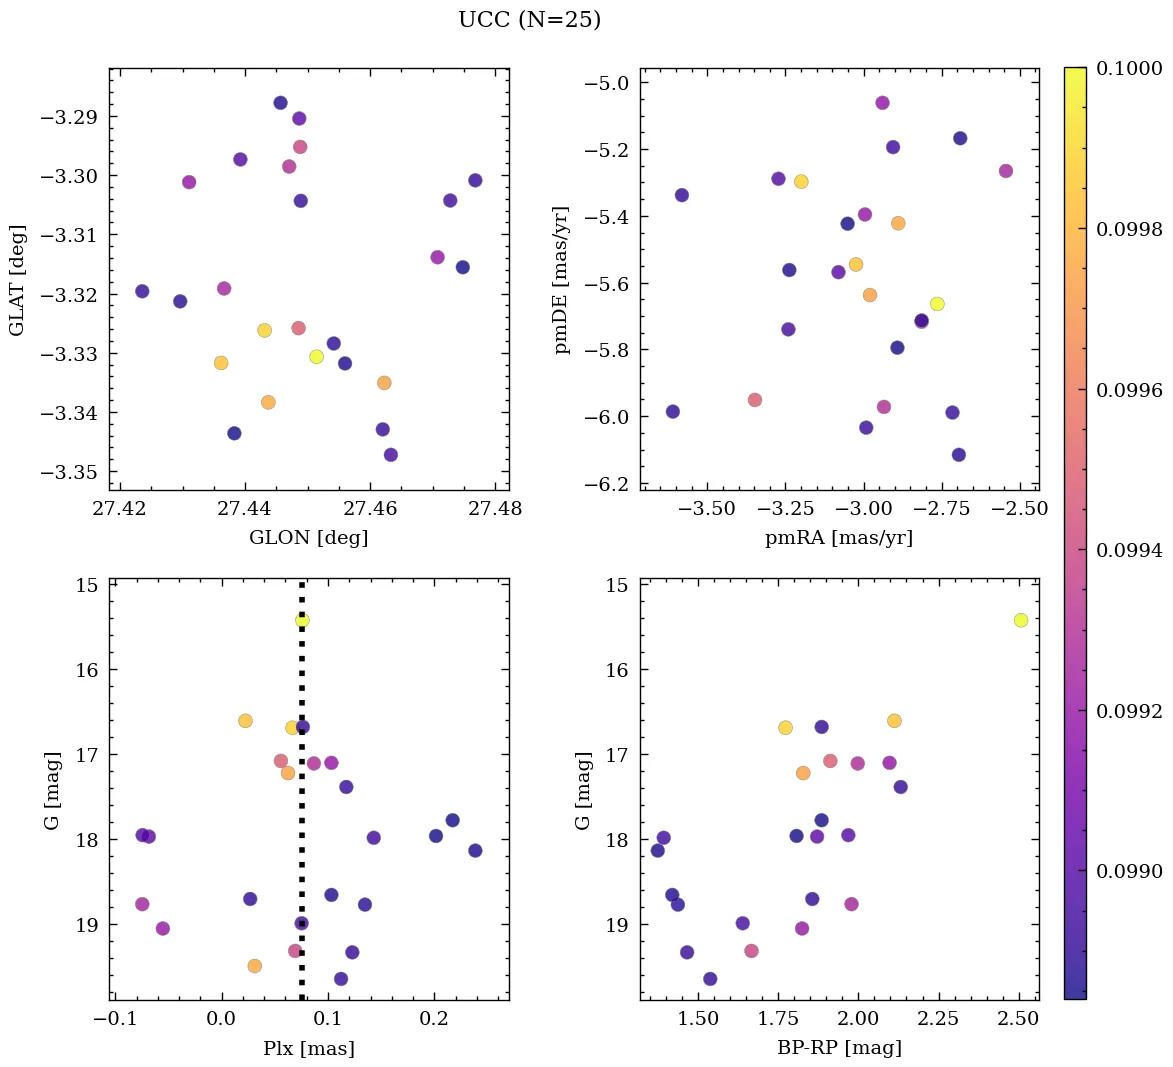 UCC (N=25)
−3.29
−3.30
−3.31
−3.32
−3.33
−3.34
−3.35
GLAT [deg]
27.42 27.44 27.46 27.48
GLON [deg]
−5.0
−5.2
−5.4
−5.6
−5.8
−6.0
−6.2
pmDE [mas/yr]
−3.50 −3.25 −3.00 −2.75 −2.50
pmRA [mas/yr]
15
16
17
18
19
G [mag]
−0.1 0.0 0.1 0.2
Plx [mas]
15
16
17
18
19
G [mag]
1.50 1.75 2.00 2.25 2.50
BP-RP [mag]
0.1000
0.0998
0.0996
0.0994
0.0992
0.0990